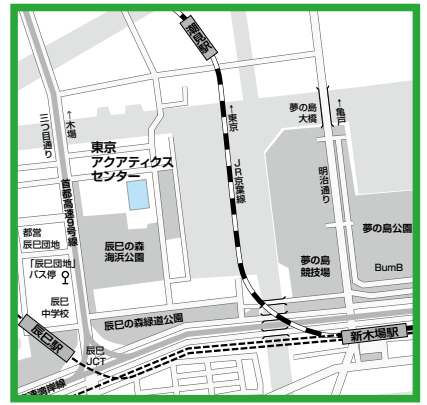 潮見駅
三つ目通り
←木場
東京
アクアティクス
センター
首都高速9号線
←東京
JR京葉線
夢の島
大橋
←亀戸
明治通り
都営
辰巳団地
「辰巳団地」
バス停
辰巳の森
海浜公園
夢の島
競技場
夢の島公園
BumB
辰巳
中学校
辰巳の森緑道公園
辰巳駅
辰巳
JCT
新木場駅
湾岸線